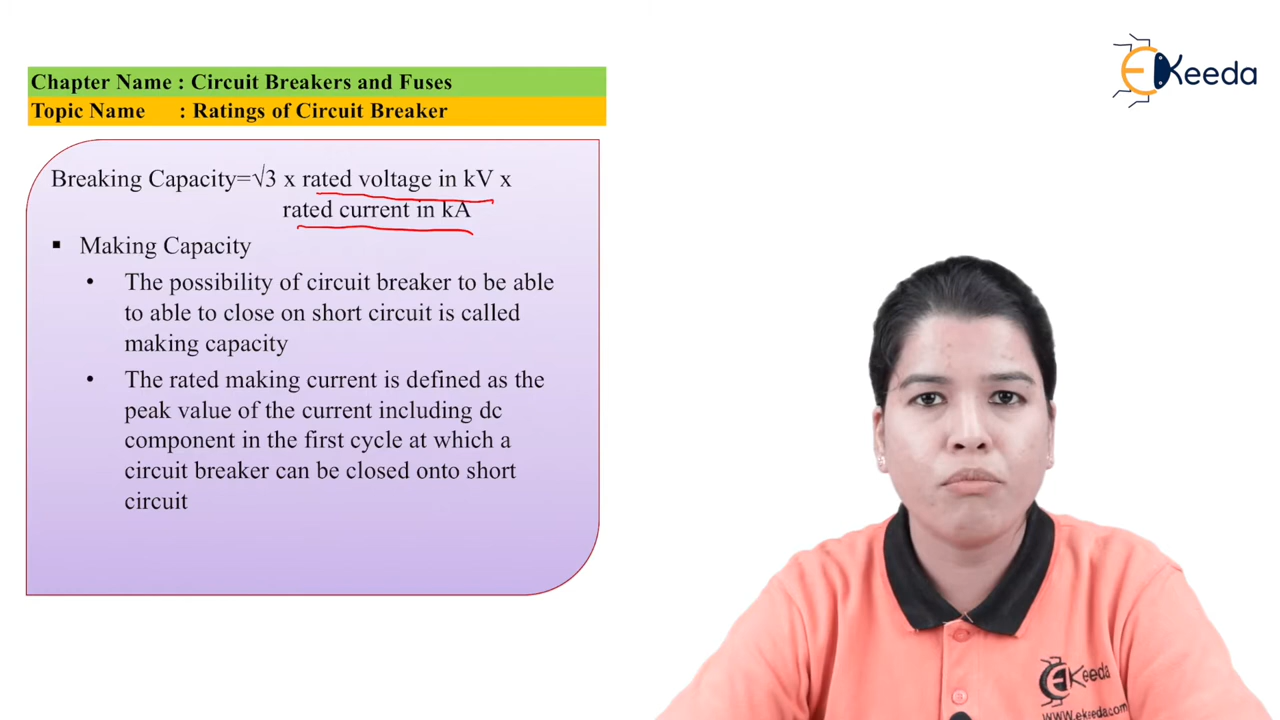 Chapter Name : Circuit Breakers and Fuses
Topic Name : Ratings of Circuit Breaker
EKeeda
Breaking Capacity=√3 x rated voltage in kV x
rated current in kA
▪ Making Capacity
• The possibility of circuit breaker to be able
to able to close on short circuit is called
making capacity
• The rated making current is defined as the
peak value of the current including dc
component in the first cycle at which a
circuit breaker can be closed onto short
circuit
EKeeda
www.ekeeda.com